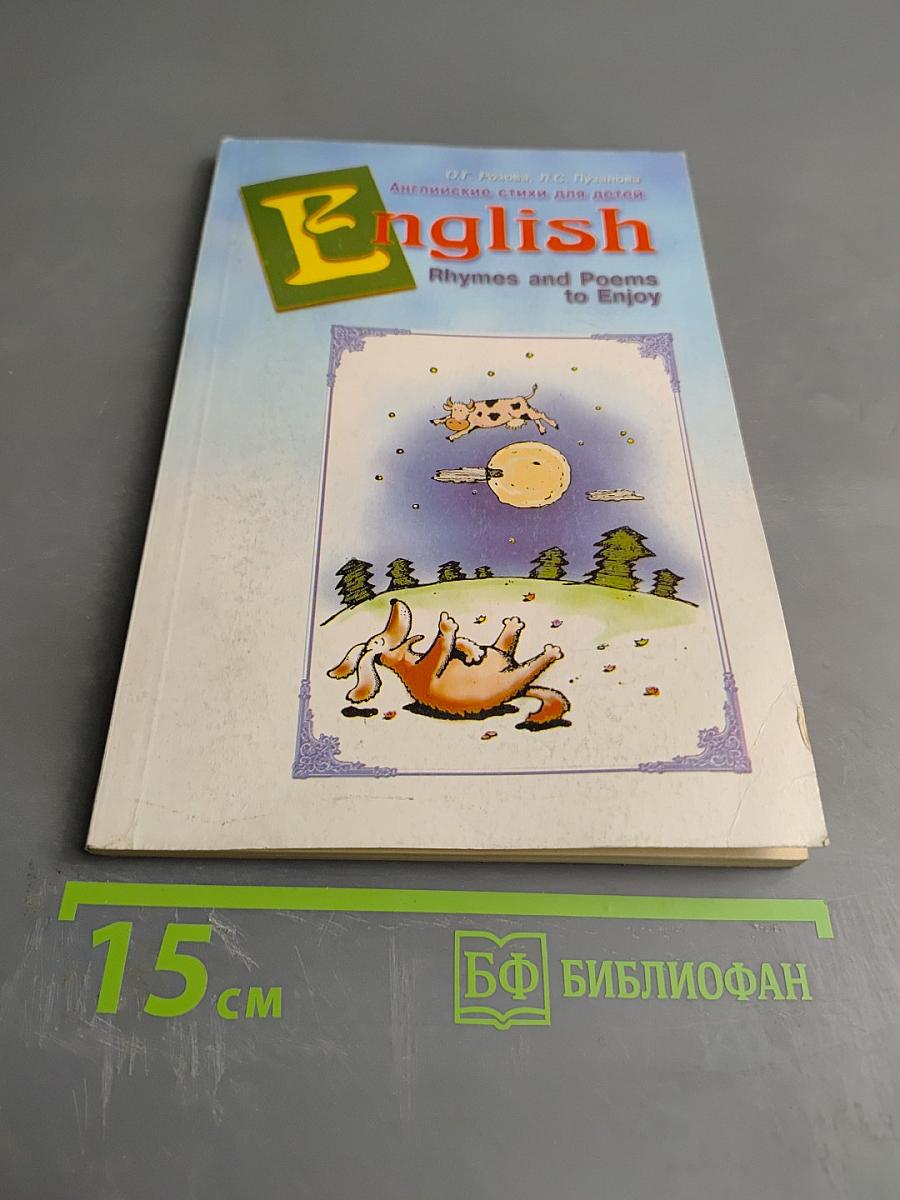 О.Г. Розова, Л.С. Пузанова
Английские стихи для детей
English
Rhymes and Poems
to Enjoy
15 см
БФ БИБЛИОФАН